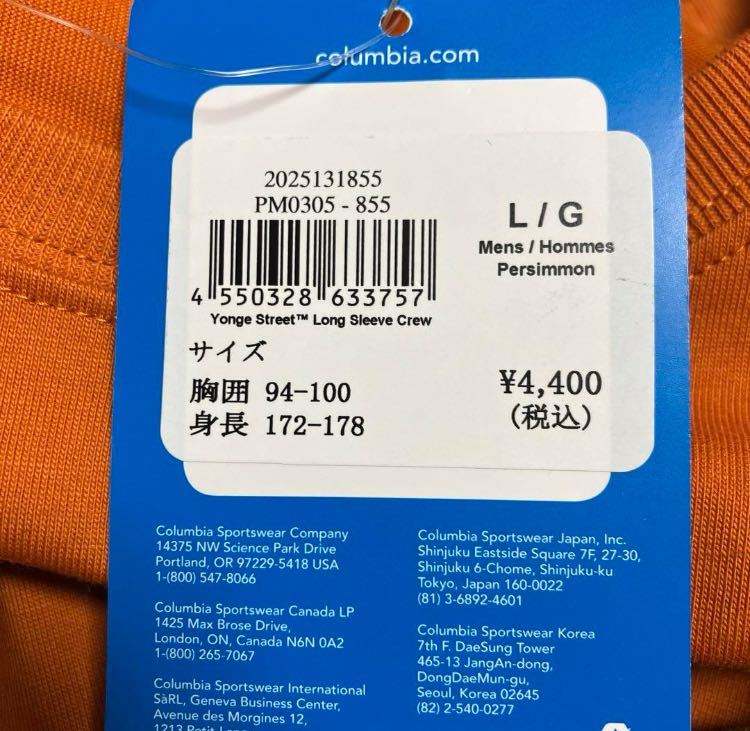 columbia.com
2025131855
PM0305 - 855
4 550328 633757
Yonge Street™ Long Sleeve Crew
L / G
Mens / Hommes
Persimmon
サイズ
胸囲 94-100
身長 172-178
¥4,400
(税込)
Columbia Sportswear Company
14375 NW Science Park Drive
Portland, OR 97229-5418 USA
1-(800) 547-8066
Columbia Sportswear Canada LP
1425 Max Brose Drive,
London, ON, Canada N6N 0A2
1-(800) 265-7067
Columbia Sportswear International
SàRL, Geneva Business Center,
Avenue des Morgines 12,
1213 Petit
Columbia Sportswear Japan, Inc.
Shinjuku Eastside Square 7F, 27-30,
Shinjuku 6-Chome, Shinjuku-ku
Tokyo, Japan 160-0022
(81) 3-6892-4601
Columbia Sportswear Korea
7th F. DaeSung Tower
465-13 JangAn-dong,
DongDaeMun-gu,
Seoul, Korea 02645
(82) 2-540-0277